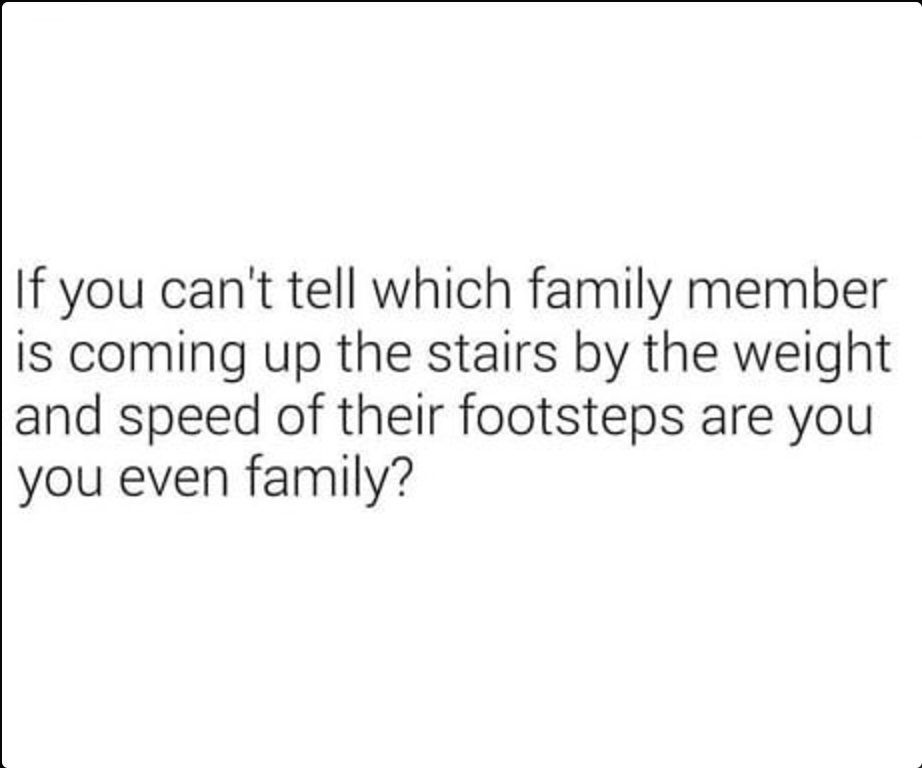 If you can't tell which family member
is coming up the stairs by the weight
and speed of their footsteps are you
you even family?